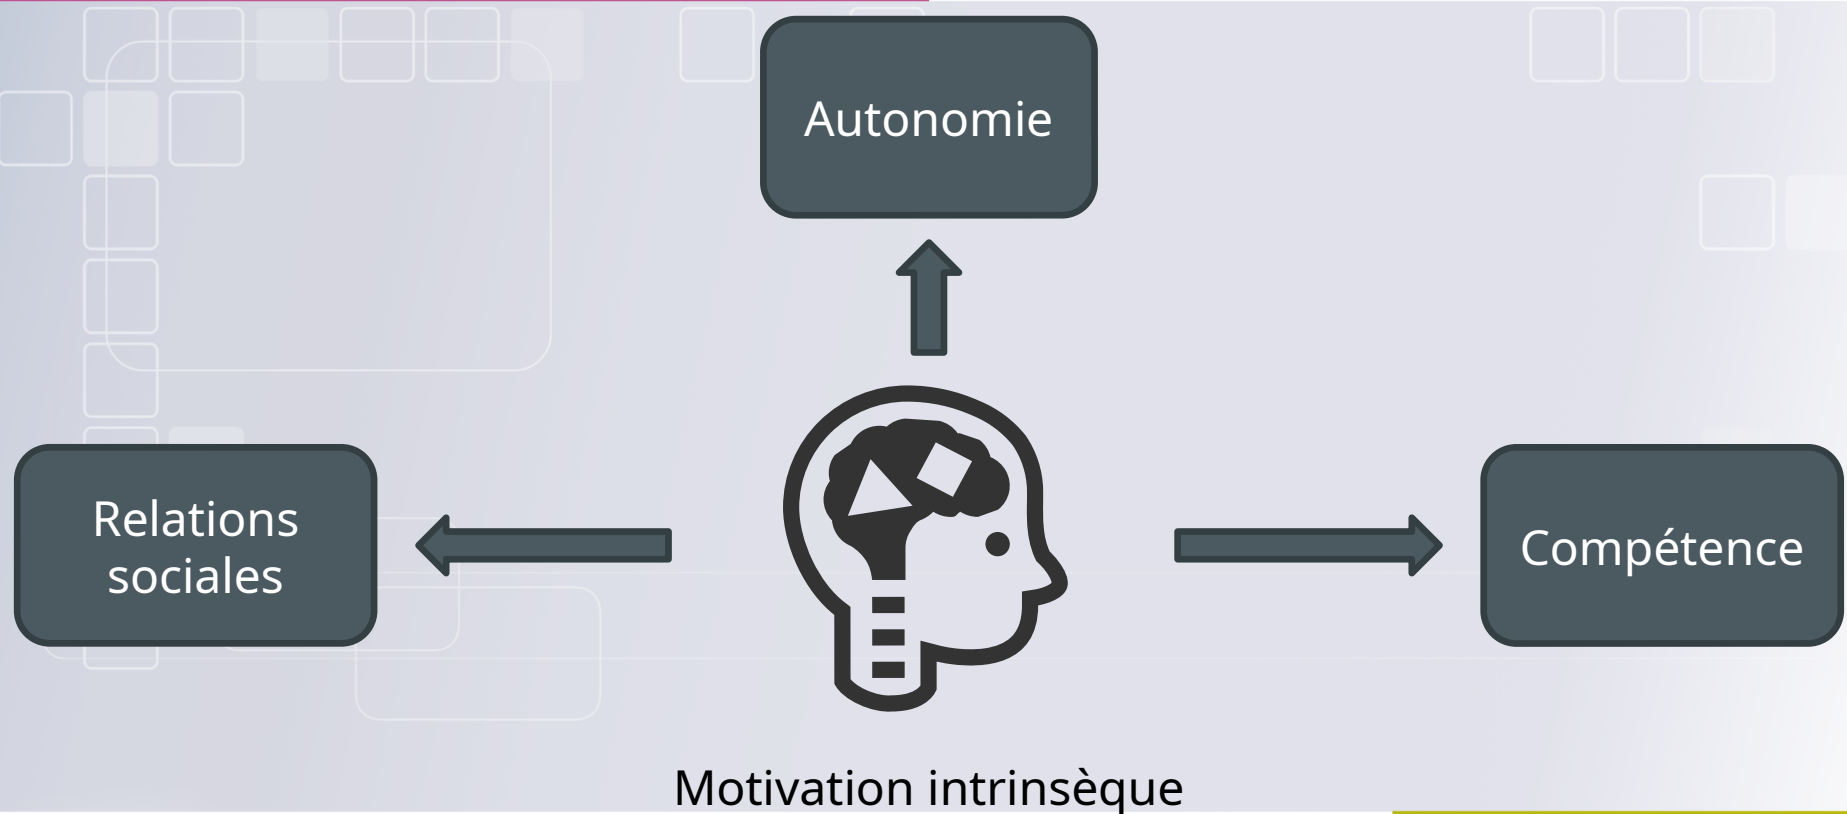 Autonomie
Relations
sociales
Compétence
Motivation intrinsèque